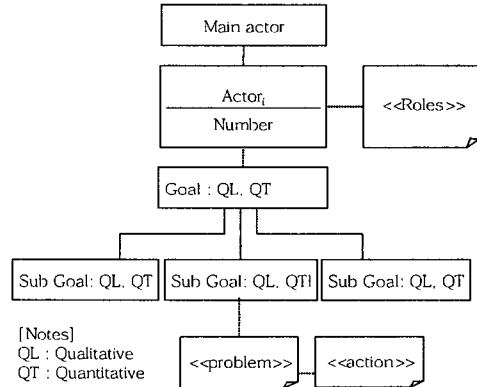 Main actor
Actor_i
Number
<<Roles>>
Goal : QL, QT
Sub Goal: QL, QT
Sub Goal: QL, QT
Sub Goal: QL, QT
[Notes]
QL : Qualitative
QT : Quantitative
<<problem>>
<<action>>